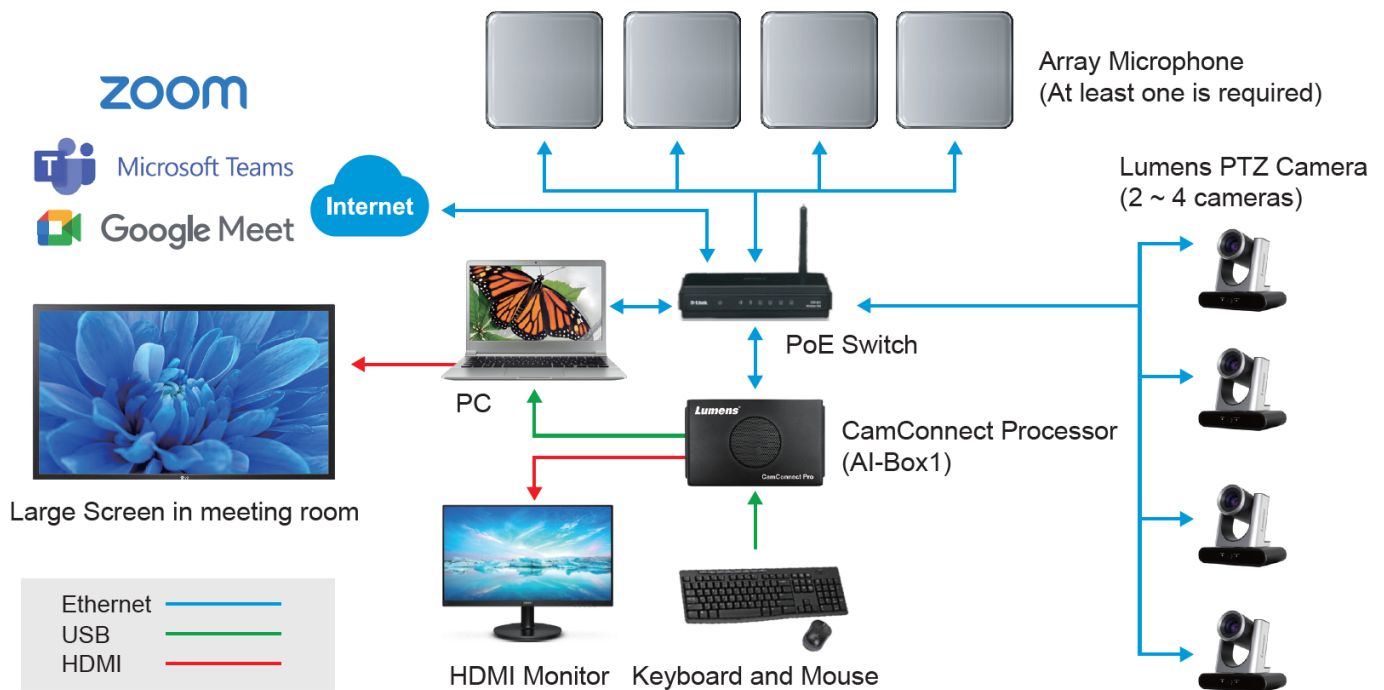 zoom
Microsoft Teams
Google Meet
Internet
Array Microphone
(At least one is required)
Lumens PTZ Camera
(2 ~ 4 cameras)
D-Link
PoE Switch
PC
Lumens
CamConnect Pro
CamConnect Processor
(AI-Box1)
Large Screen in meeting room
HDMI Monitor
Keyboard and Mouse
Ethernet
USB
HDMI